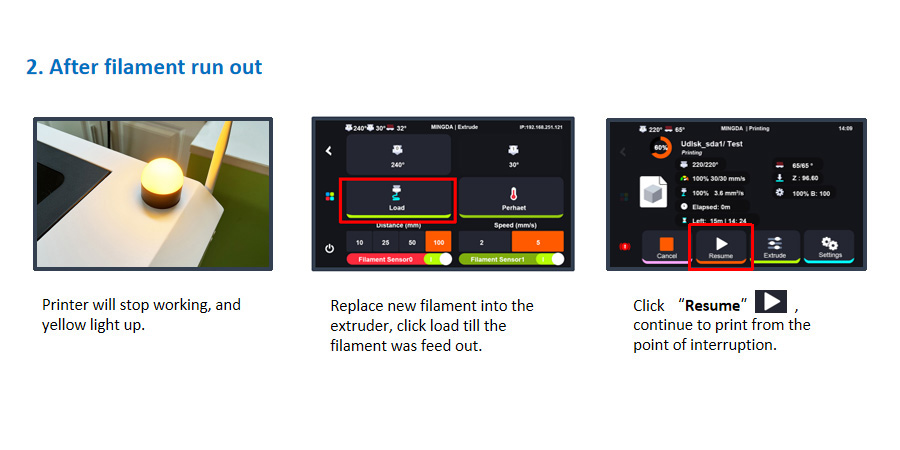 2. After filament run out
240° 30° 32° MINGDA | Extrude IP:192.168.251.121
240° 30°
Load Perhaet
Distance (mm) Speed (mm/s)
10 25 50 100 2 5
Filament Sensor0 Filament Sensor1
220° 65° MINGDA | Printing 14:09
60% Udisk_sda1/ Test
Printing
220/220° 65/65°
100% 30/30 mm/s Z : 96.60
100% 3.6 mm³/s 100% B: 100
Elapsed: 0m
Left: 15m | 14: 24
Cancel Resume Extrude Settings
Printer will stop working, and
yellow light up.
Replace new filament into the
extruder, click load till the
filament was feed out.
Click “Resume” ,
continue to print from the
point of interruption.